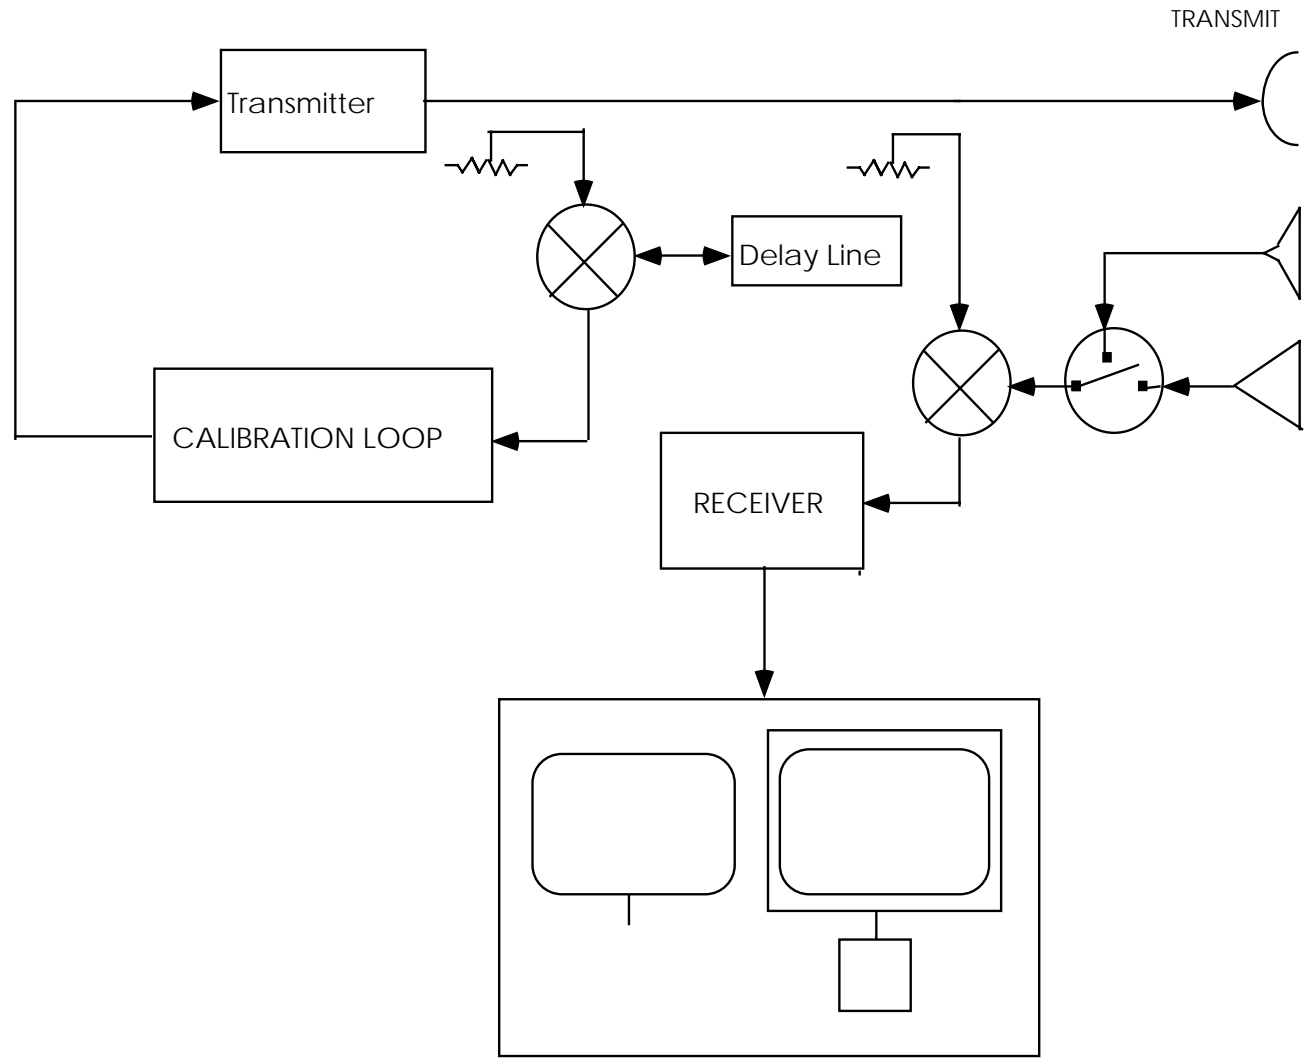 TRANSMIT
Transmitter
Delay Line
CALIBRATION LOOP
RECEIVER